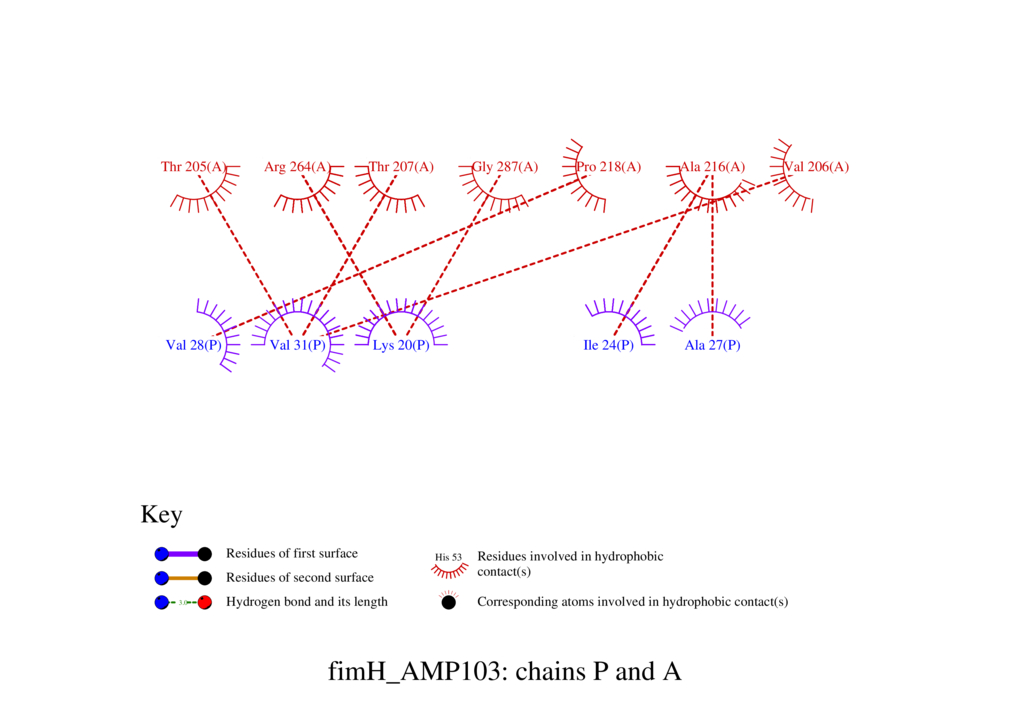 Thr 205(A) Arg 264(A) Thr 207(A) Gly 287(A) Pro 218(A) Ala 216(A) Val 206(A)
Val 28(P) Val 31(P) Lys 20(P) Ile 24(P) Ala 27(P)
Key
Residues of first surface
Residues of second surface
3.0 Hydrogen bond and its length
His 53 Residues involved in hydrophobic
contact(s)
Corresponding atoms involved in hydrophobic contact(s)
fimH_AMP103: chains P and A